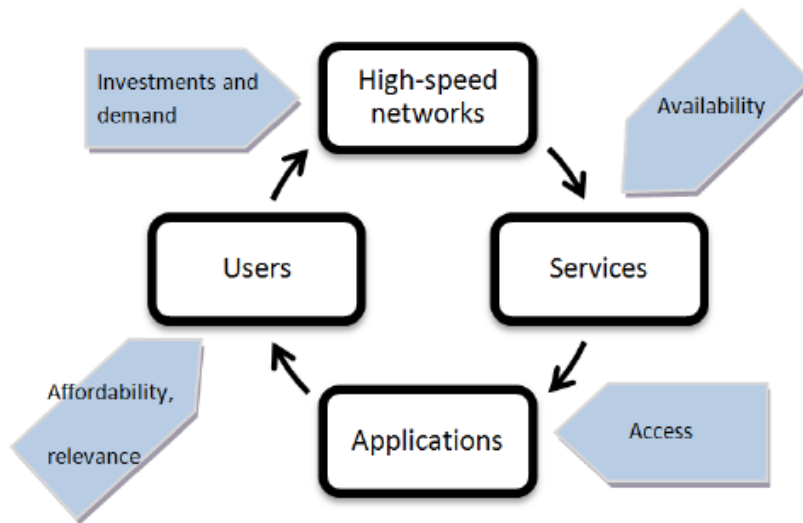 Investments and
demand
High-speed
networks
Availability
Users
Services
Affordability,
relevance
Applications
Access